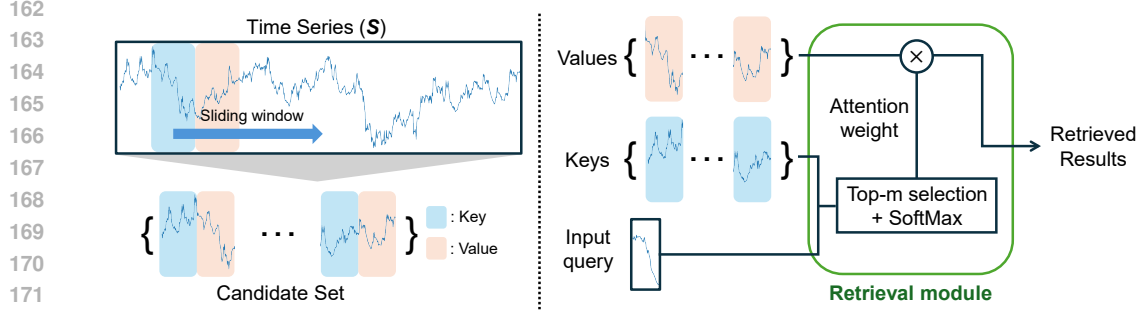 162
163
164
165
166
167
168
169
170
171
Time Series (S)
Sliding window
{ ··· }
: Key
: Value
Candidate Set
Values { ··· }
×
Attention
weight
Keys { ··· }
Retrieved
Results
Top-m selection
+ SoftMax
Input
query
Retrieval module